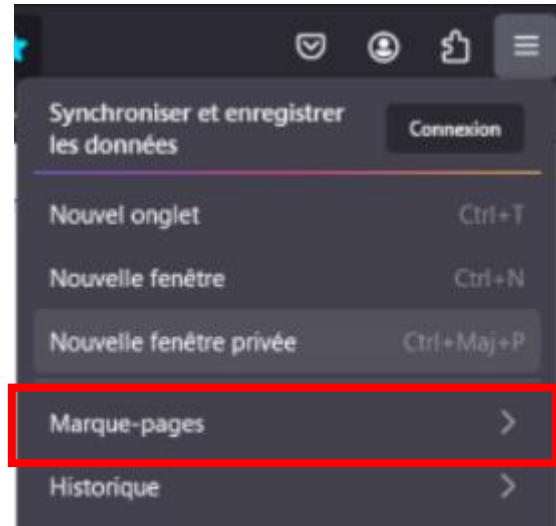 Synchroniser et enregistrer
les données
Connexion
Nouvel onglet Ctrl+T
Nouvelle fenêtre Ctrl+N
Nouvelle fenêtre privée Ctrl+Maj+P
Marque-pages
Historique